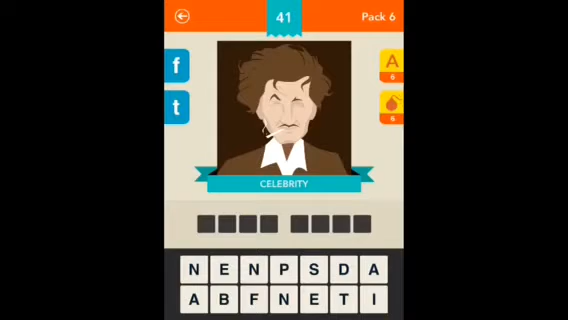 41
Pack 6
f
A
6
t
6
CELEBRITY
N E N P S D A
A B F N E T I